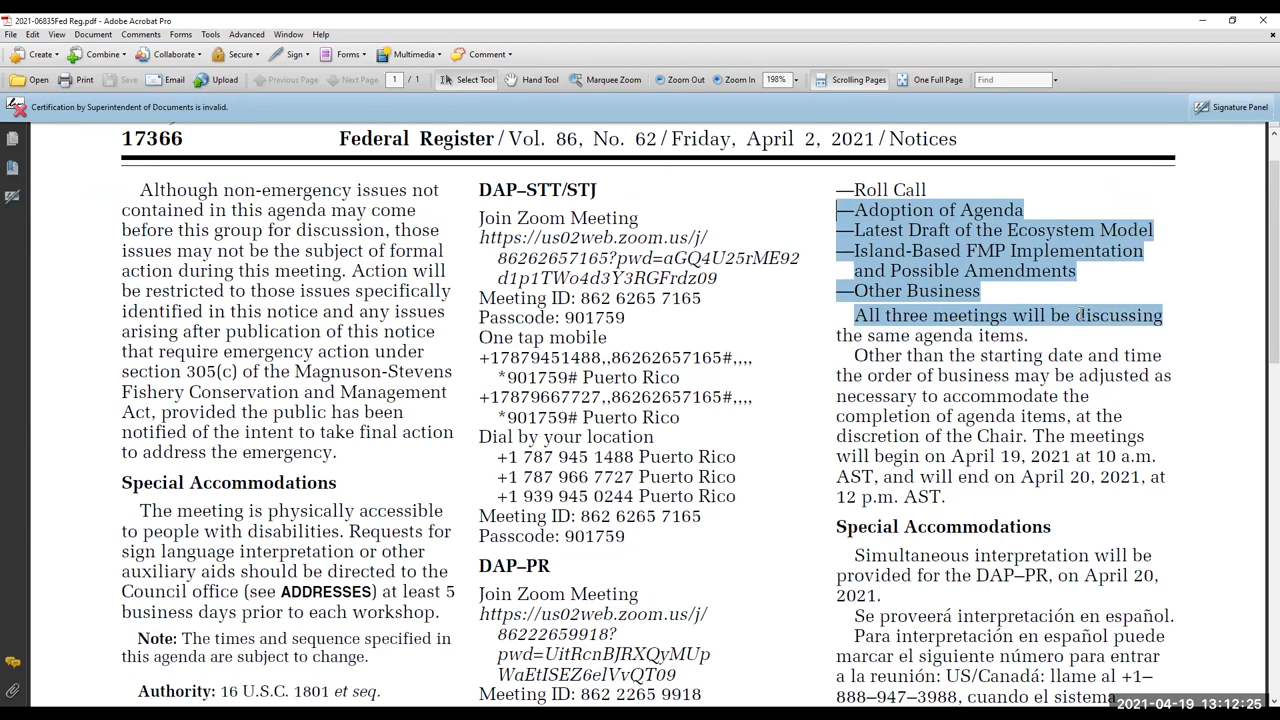 2021-06835Fed Reg.pdf - Adobe Acrobat Pro
File Edit View Document Comments Forms Tools Advanced Window Help
Create Combine Collaborate Secure Sign Forms Multimedia Comment
Open Print Save Email Upload Previous Page Next Page 1 / 1 Select Tool Hand Tool Marquee Zoom Zoom Out Zoom In 198% Scrolling Pages One Full Page Find
Certification by Superintendent of Documents is invalid. Signature Panel
17366 Federal Register / Vol. 86, No. 62 / Friday, April 2, 2021 / Notices
Although non-emergency issues not
contained in this agenda may come
before this group for discussion, those
issues may not be the subject of formal
action during this meeting. Action will
be restricted to those issues specifically
identified in this notice and any issues
arising after publication of this notice
that require emergency action under
section 305(c) of the Magnuson-Stevens
Fishery Conservation and Management
Act, provided the public has been
notified of the intent to take final action
to address the emergency.
Special Accommodations
The meeting is physically accessible
to people with disabilities. Requests for
sign language interpretation or other
auxiliary aids should be directed to the
Council office (see ADDRESSES) at least 5
business days prior to each workshop.
Note: The times and sequence specified in
this agenda are subject to change.
Authority: 16 U.S.C. 1801 et seq.
DAP–STT/STJ
Join Zoom Meeting
https://us02web.zoom.us/j/
86262657165?pwd=aGQ4U25rME92
d1p1TWo4d3Y3RGFrdz09
Meeting ID: 862 6265 7165
Passcode: 901759
One tap mobile
+17879451488,,86262657165#,,,,
*901759# Puerto Rico
+17879667727,,86262657165#,,,,
*901759# Puerto Rico
Dial by your location
+1 787 945 1488 Puerto Rico
+1 787 966 7727 Puerto Rico
+1 939 945 0244 Puerto Rico
Meeting ID: 862 6265 7165
Passcode: 901759
DAP–PR
Join Zoom Meeting
https://us02web.zoom.us/j/
86222659918?
pwd=UitRcnBJRXQyMUp
WaEtISEZ6elVvQT09
Meeting ID: 862 2265 9918
—Roll Call
—Adoption of Agenda
—Latest Draft of the Ecosystem Model
—Island-Based FMP Implementation
and Possible Amendments
—Other Business
All three meetings will be discussing
the same agenda items.
Other than the starting date and time
the order of business may be adjusted as
necessary to accommodate the
completion of agenda items, at the
discretion of the Chair. The meetings
will begin on April 19, 2021 at 10 a.m.
AST, and will end on April 20, 2021, at
12 p.m. AST.
Special Accommodations
Simultaneous interpretation will be
provided for the DAP–PR, on April 20,
2021.
Se proveerá interpretación en español.
Para interpretación en español puede
marcar el siguiente número para entrar
a la reunión: US/Canadá: llame al +1–
888–947–3988, cuando el sistema
2021-04-19 13:12:25